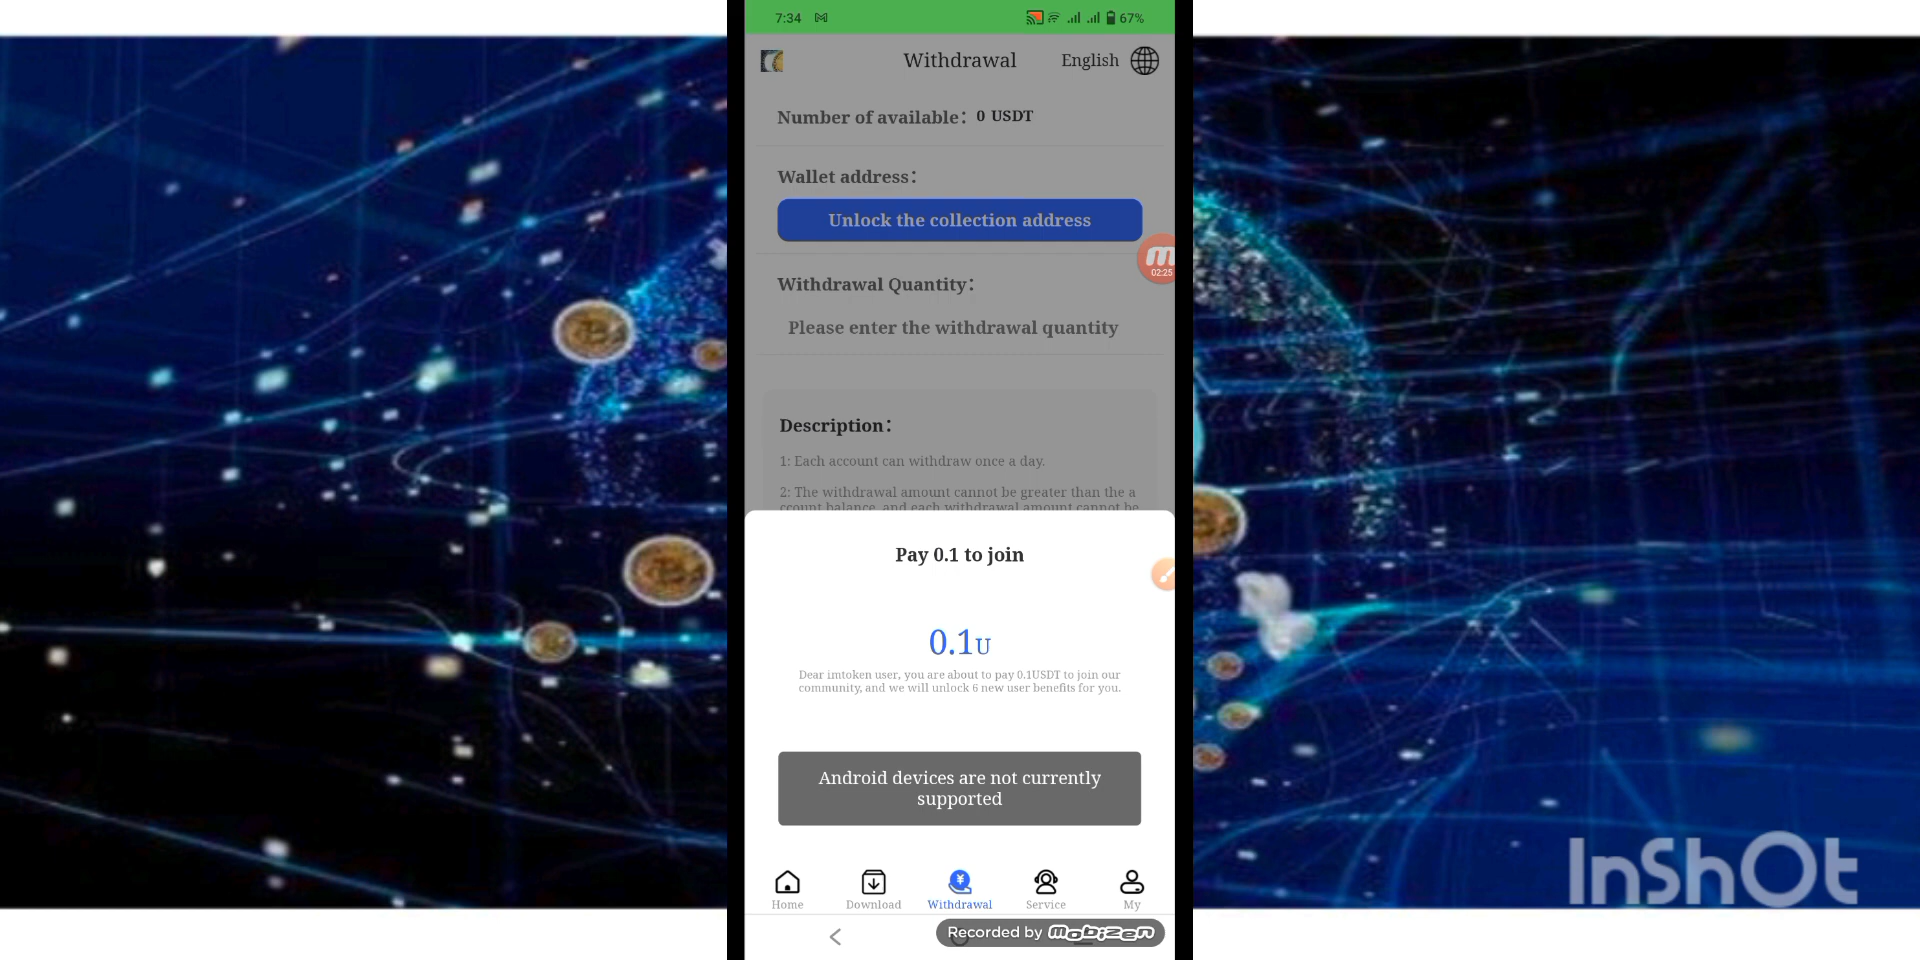 7:34
67%
Withdrawal
English
Number of available: 0 USDT
Wallet address:
Unlock the collection address
02:25
Withdrawal Quantity:
Please enter the withdrawal quantity
Description:
1: Each account can withdraw once a day.
2: The withdrawal amount cannot be greater than the a
ccount balance, and each withdrawal amount cannot be
Pay 0.1 to join
0.1U
Dear imtoken user, you are about to pay 0.1USDT to join our
community, and we will unlock 6 new user benefits for you.
Android devices are not currently
supported
Home
Download
Withdrawal
Service
My
Recorded by mobizen
InShOt